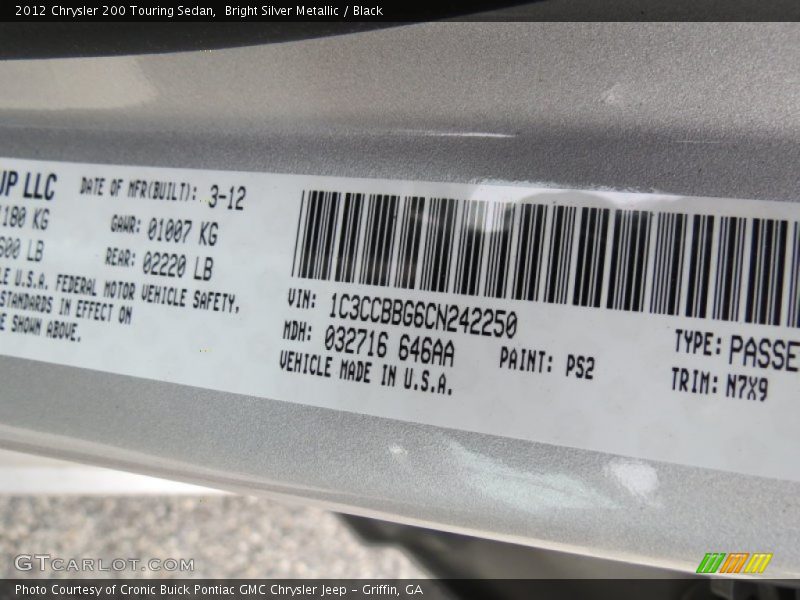 2012 Chrysler 200 Touring Sedan, Bright Silver Metallic / Black
UP LLC
DATE OF MFR(BUILT): 3-12
1180 KG
GAWR: 01007 KG
600 LB
REAR: 02220 LB
LE U.S.A. FEDERAL MOTOR VEHICLE SAFETY,
STANDARDS IN EFFECT ON
E SHOWN ABOVE.
VIN: 1C3CCBBG6CN242250
MDH: 032716 646AA
PAINT: PS2
VEHICLE MADE IN U.S.A.
TYPE: PASSE
TRIM: N7X9
GTCARLOT.COM
Photo Courtesy of Cronic Buick Pontiac GMC Chrysler Jeep - Griffin, GA